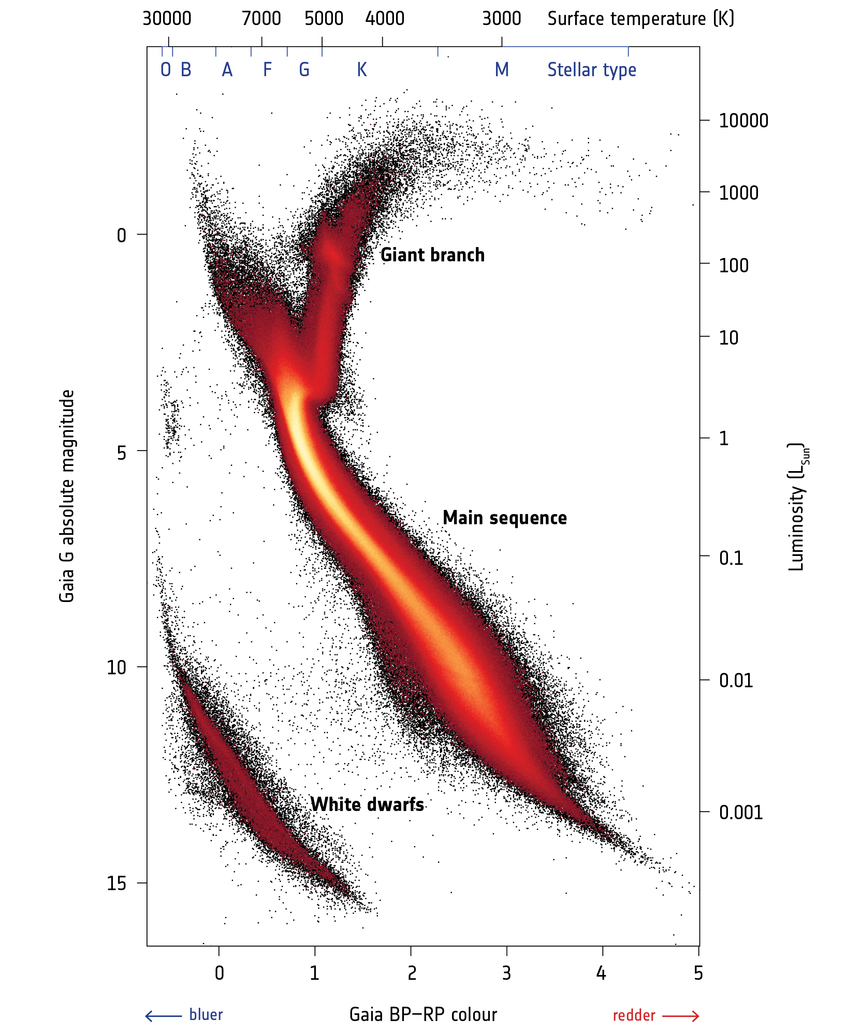 30000 7000 5000 4000 3000 Surface temperature (K)
O B A F G K M Stellar type
10000
1000
0
Giant branch
100
10
Gaia G absolute magnitude
5
1
Luminosity (LSun)
Main sequence
0.1
10
0.01
White dwarfs
0.001
15
0 1 2 3 4 5
bluer Gaia BP–RP colour redder